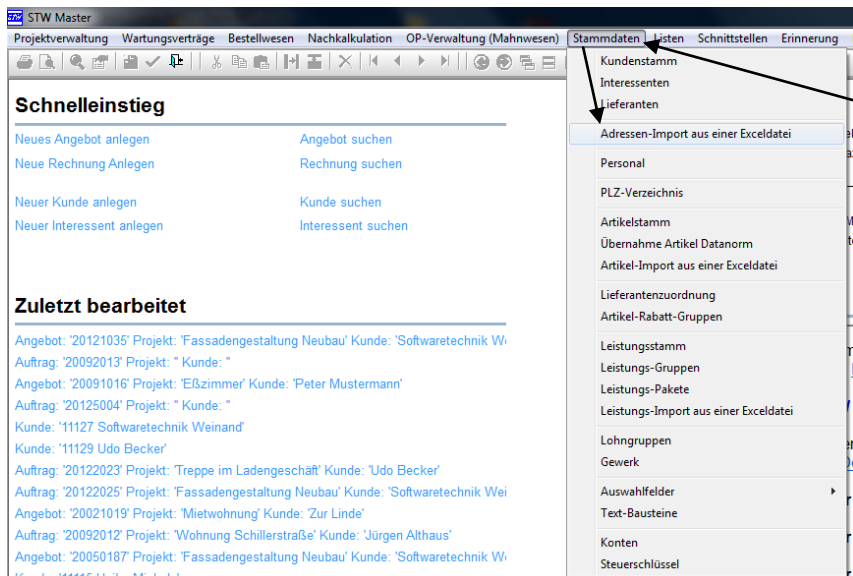 STW Master
Projektverwaltung Wartungsverträge Bestellwesen Nachkalkulation OP-Verwaltung (Mahnwesen) Stammdaten Listen Schnittstellen Erinnerung
Schnelleinstieg
Neues Angebot anlegen Angebot suchen
Neue Rechnung Anlegen Rechnung suchen
Neuer Kunde anlegen Kunde suchen
Neuer Interessent anlegen Interessent suchen
Zuletzt bearbeitet
Angebot: '20121035' Projekt: 'Fassadengestaltung Neubau' Kunde: 'Softwaretechnik
Auftrag: '20092013' Projekt: '' Kunde: ''
Angebot: '20091016' Projekt: 'Eßzimmer' Kunde: 'Peter Mustermann'
Auftrag: '20125004' Projekt: '' Kunde: ''
Kunde: '11127 Softwaretechnik Weinand'
Kunde: '11129 Udo Becker'
Auftrag: '20122023' Projekt: 'Treppe im Ladengeschäft' Kunde: 'Udo Becker'
Auftrag: '20122025' Projekt: 'Fassadengestaltung Neubau' Kunde: 'Softwaretechnik Wei
Angebot: '20021019' Projekt: 'Mietwohnung' Kunde: 'Zur Linde'
Auftrag: '20092012' Projekt: 'Wohnung Schillerstraße' Kunde: 'Jürgen Althaus'
Angebot: '20050187' Projekt: 'Fassadengestaltung Neubau' Kunde: 'Softwaretechnik
Kundenstamm
Interessenten
Lieferanten
Adressen-Import aus einer Exceldatei
Personal
PLZ-Verzeichnis
Artikelstamm
Übernahme Artikel Datanorm
Artikel-Import aus einer Exceldatei
Lieferantenzuordnung
Artikel-Rabatt-Gruppen
Leistungsstamm
Leistungs-Gruppen
Leistungs-Pakete
Leistungs-Import aus einer Exceldatei
Lohngruppen
Gewerk
Auswahlfelder
Text-Bausteine
Konten
Steuerschlüssel